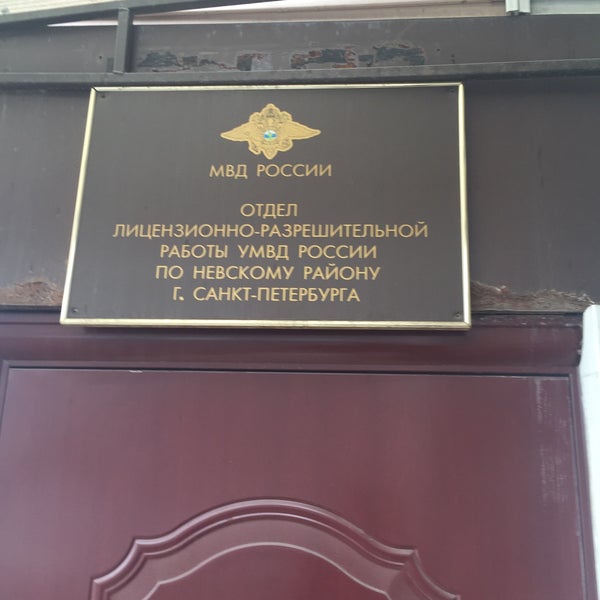 МВД РОССИИ
ОТДЕЛ
ЛИЦЕНЗИОННО-РАЗРЕШИТЕЛЬНОЙ
РАБОТЫ УМВД РОССИИ
ПО НЕВСКОМУ РАЙОНУ
Г. САНКТ-ПЕТЕРБУРГА